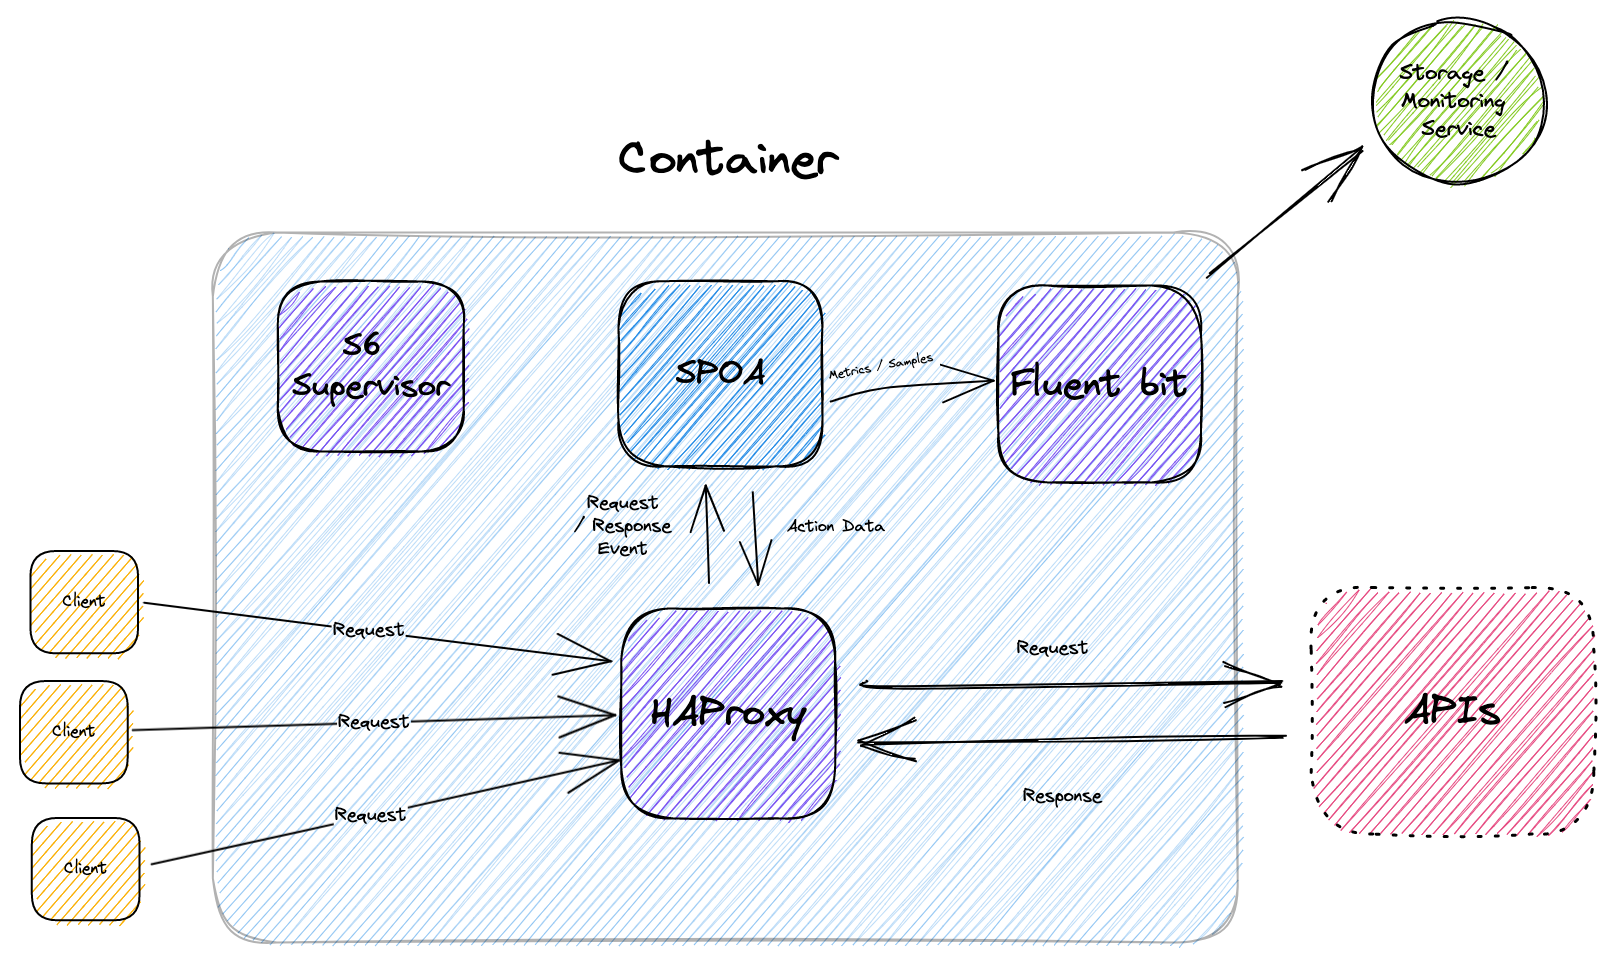 Storage /
Monitoring
Service
Container
S6
Supervisor
SPOA
Metrics / Samples
Fluent bit
Request
/ Response
Event
Action Data
Client
Request
Client
Request
Client
Request
HAProxy
Request
Response
APIs